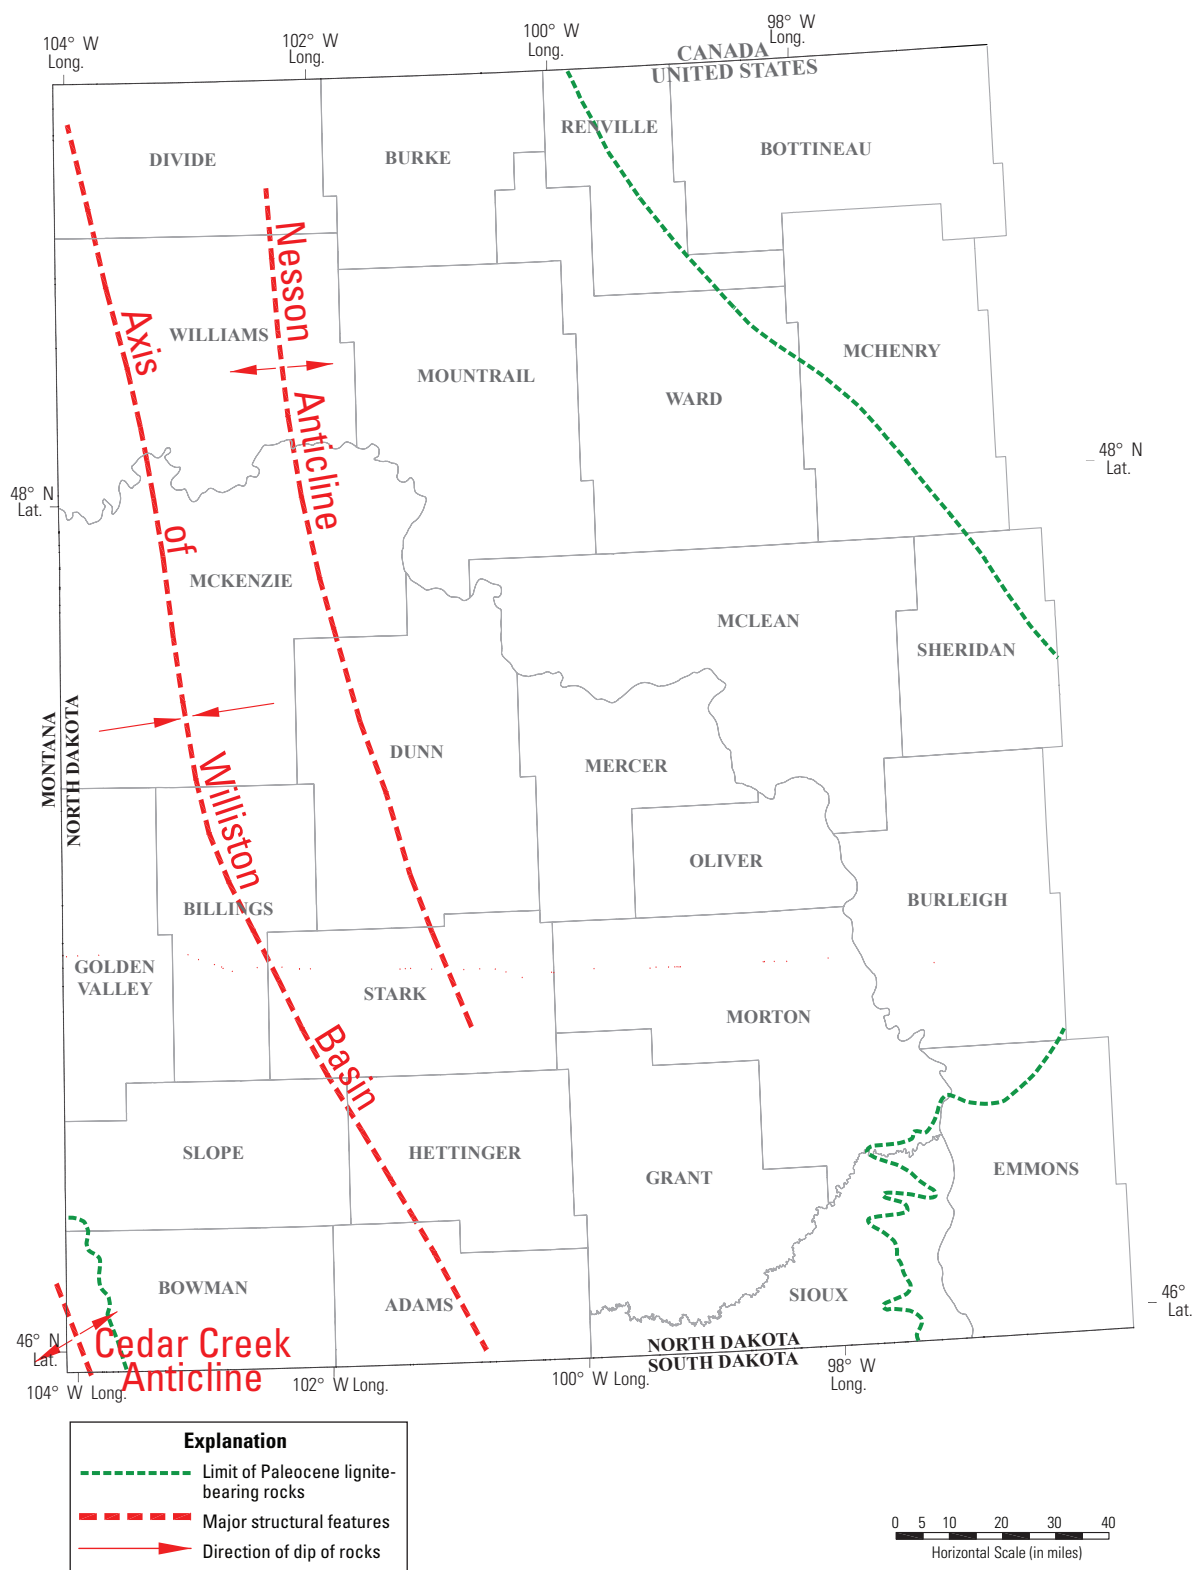 104° W
Long.
102° W
Long.
100° W
Long.
98° W
Long.
CANADA
UNITED STATES
DIVIDE
BURKE
RENVILLE
BOTTINEAU
Nesson Anticline
Axis of Williston Basin
WILLIAMS
MOUNTRAIL
WARD
MCHENRY
48° N
Lat.
48° N
Lat.
MCKENZIE
MCLEAN
SHERIDAN
MONTANA
NORTH DAKOTA
DUNN
MERCER
OLIVER
BURLEIGH
BILLINGS
GOLDEN
VALLEY
STARK
MORTON
SLOPE
HETTINGER
GRANT
EMMONS
BOWMAN
ADAMS
SIOUX
46°
Lat.
46° N
Lat.
Cedar Creek
Anticline
NORTH DAKOTA
SOUTH DAKOTA
104° W Long.
102° W Long.
100° W Long.
98° W
Long.
Explanation
Limit of Paleocene lignite-
bearing rocks
Major structural features
Direction of dip of rocks
0 5 10 20 30 40
Horizontal Scale (in miles)